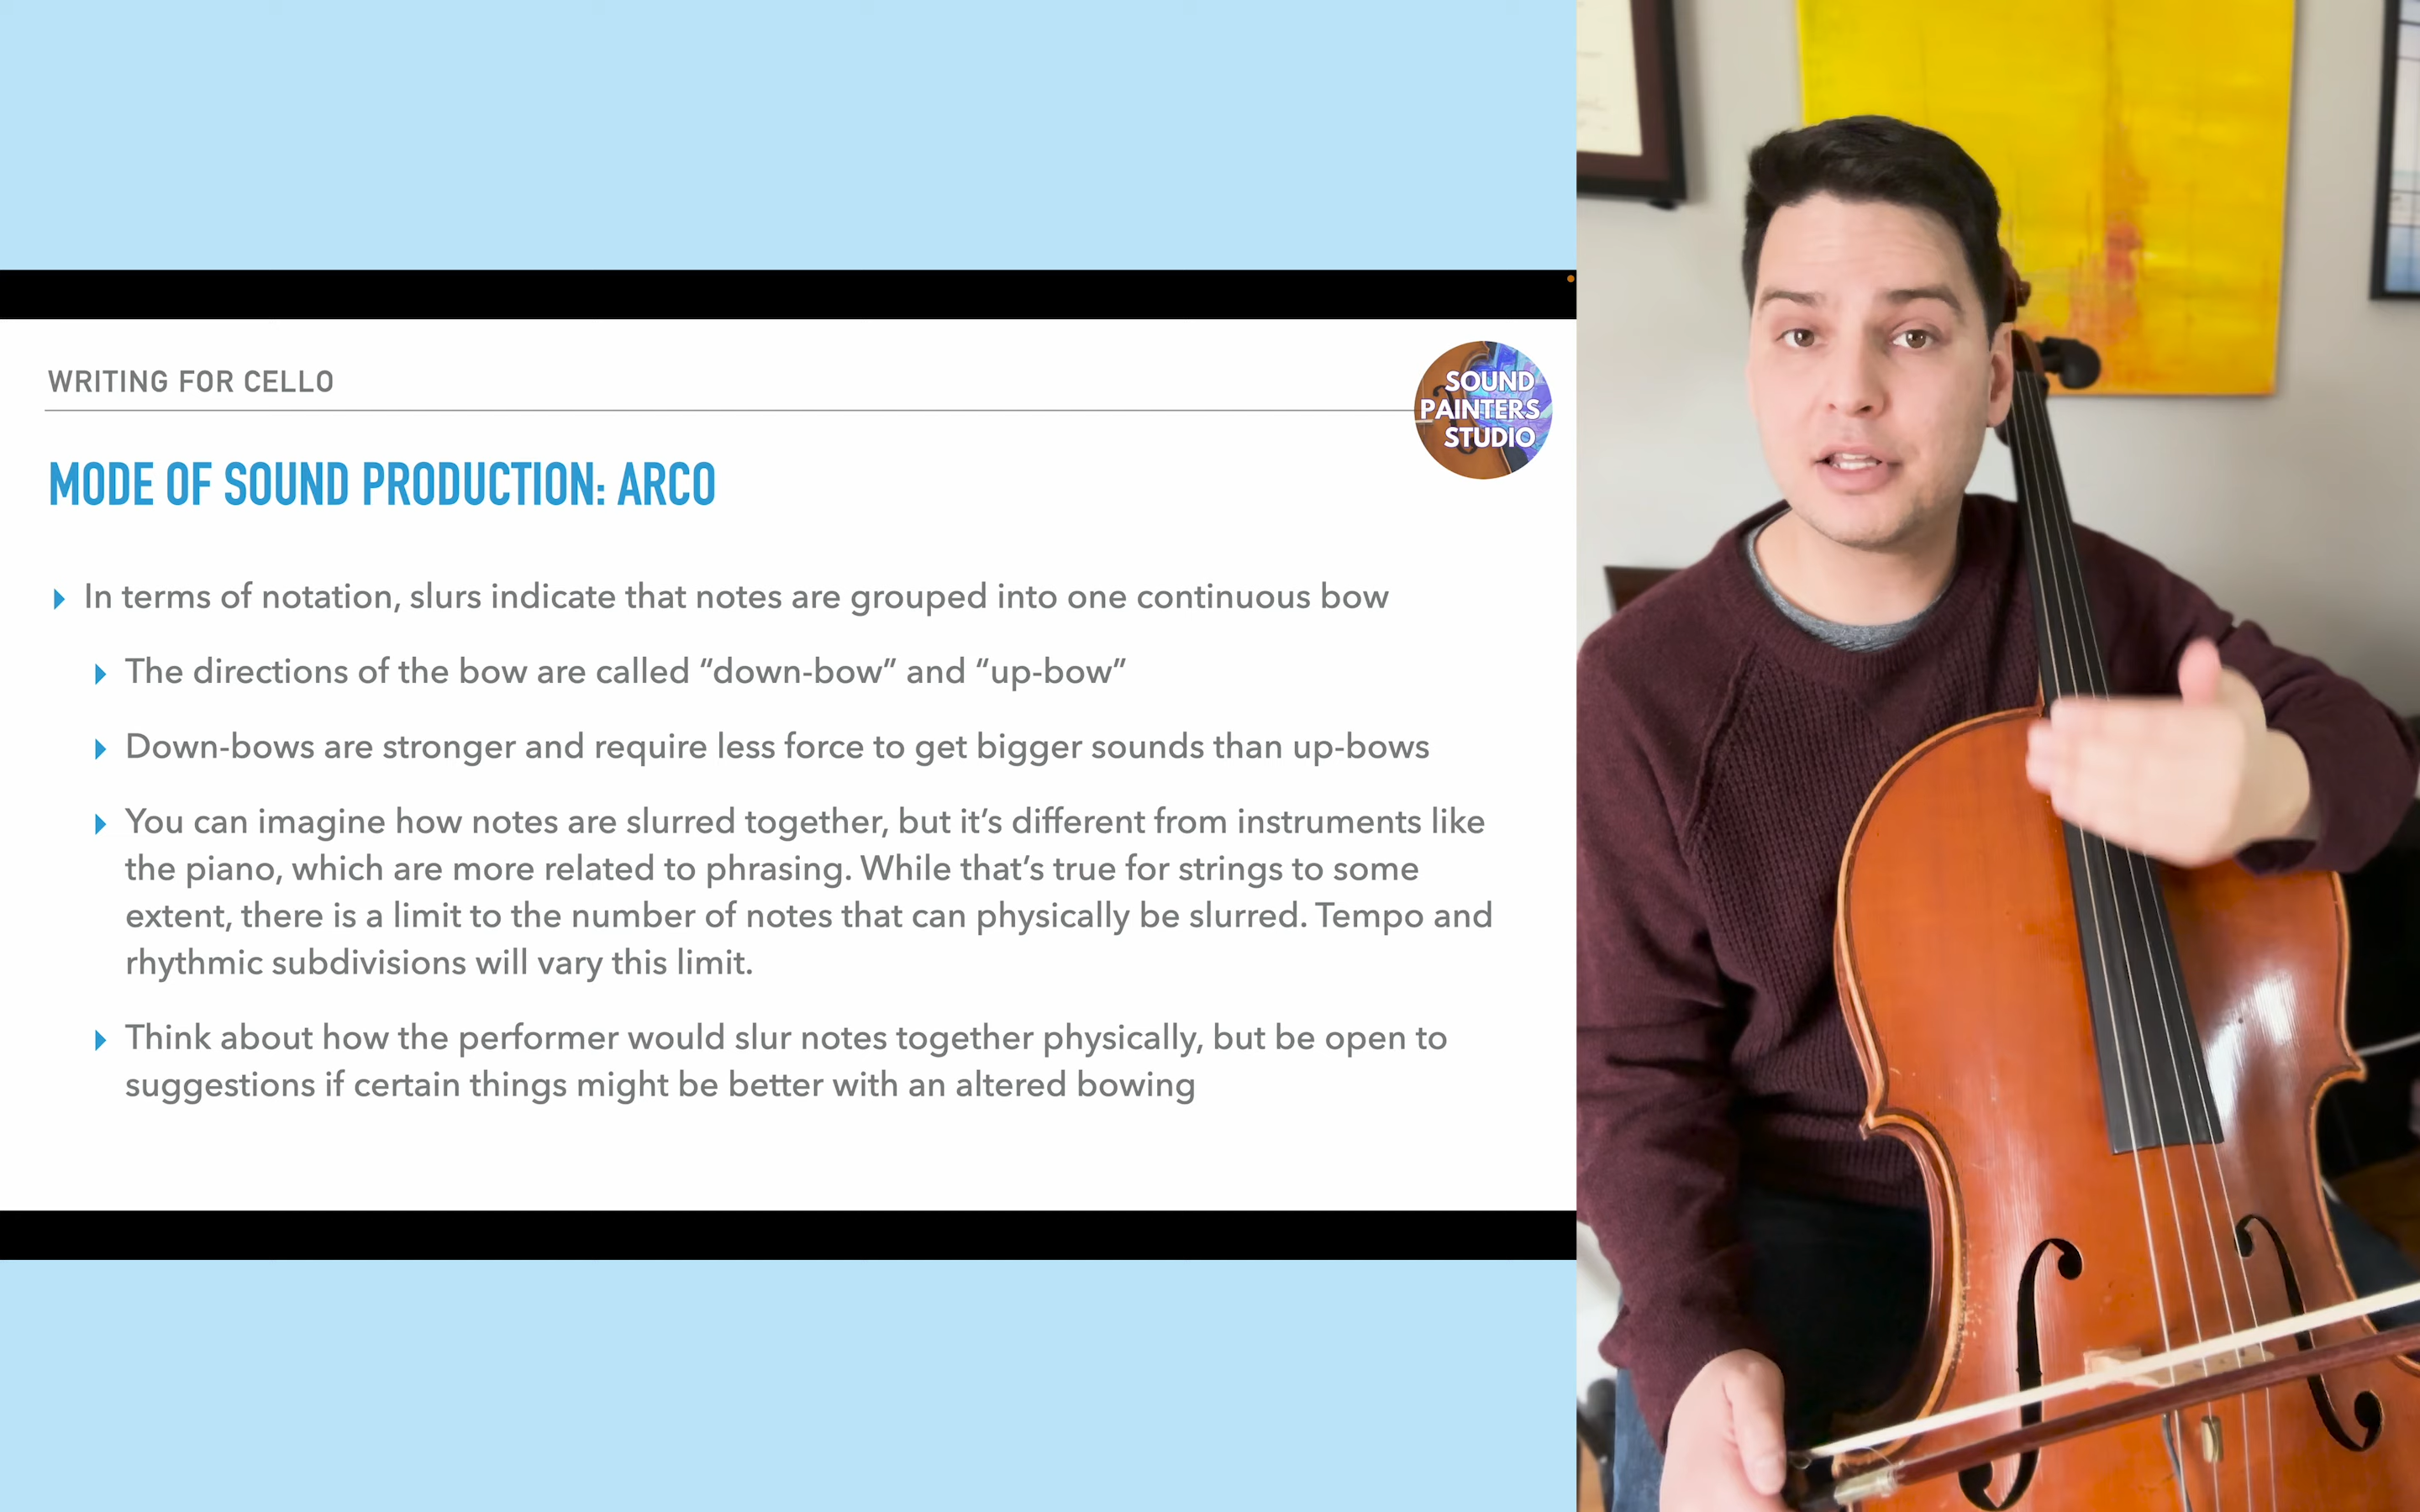 WRITING FOR CELLO
SOUND
PAINTERS
STUDIO
MODE OF SOUND PRODUCTION: ARCO
In terms of notation, slurs indicate that notes are grouped into one continuous bow
The directions of the bow are called “down-bow” and “up-bow”
Down-bows are stronger and require less force to get bigger sounds than up-bows
You can imagine how notes are slurred together, but it’s different from instruments like
the piano, which are more related to phrasing. While that’s true for strings to some
extent, there is a limit to the number of notes that can physically be slurred. Tempo and
rhythmic subdivisions will vary this limit.
Think about how the performer would slur notes together physically, but be open to
suggestions if certain things might be better with an altered bowing